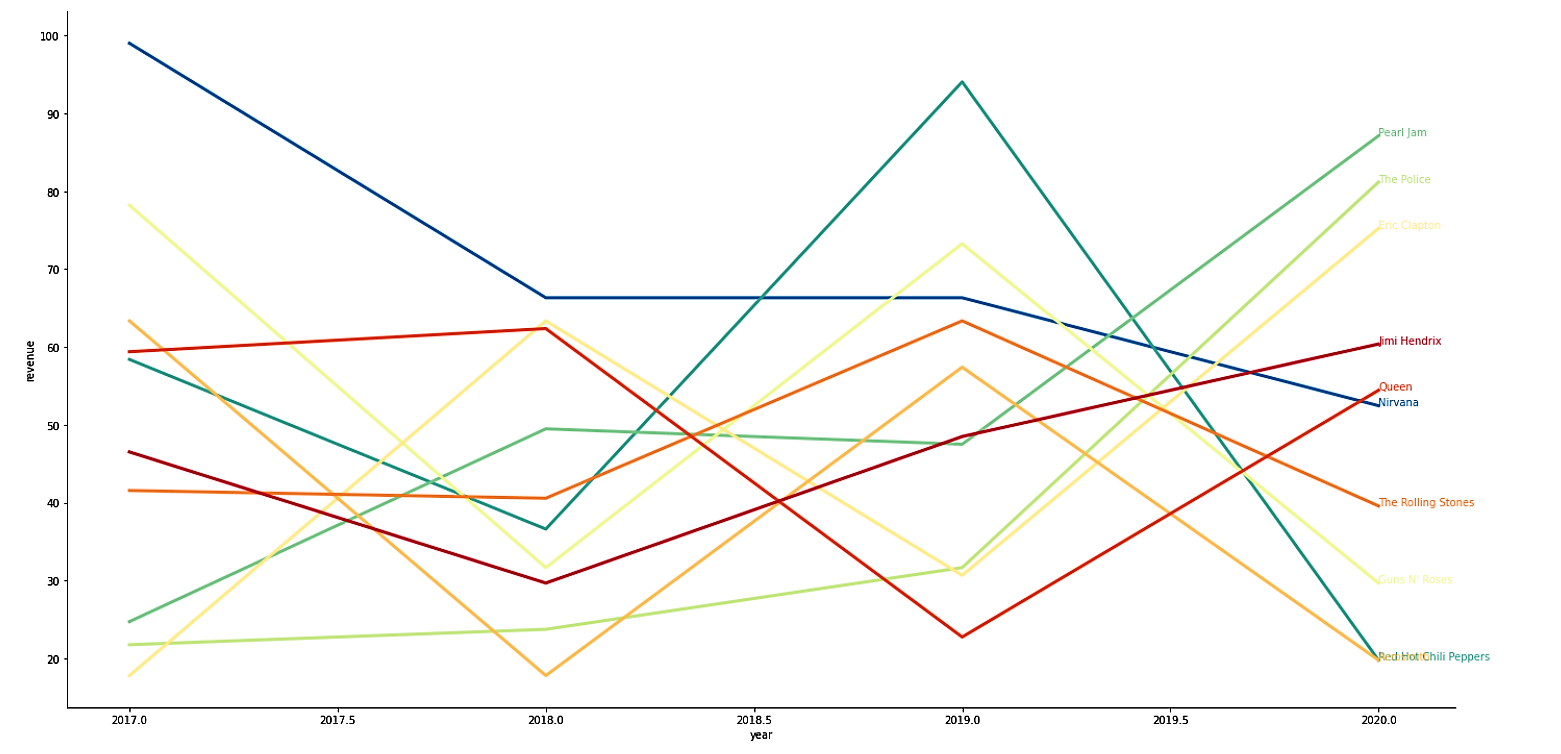 100
90
80
70
60
50
40
30
20
revenue
Pearl Jam
The Police
Eric Clapton
Jimi Hendrix
Queen
Nirvana
The Rolling Stones
Guns N' Roses
Red Hot Chili Peppers
2017.0 2017.5 2018.0 2018.5 2019.0 2019.5 2020.0
year